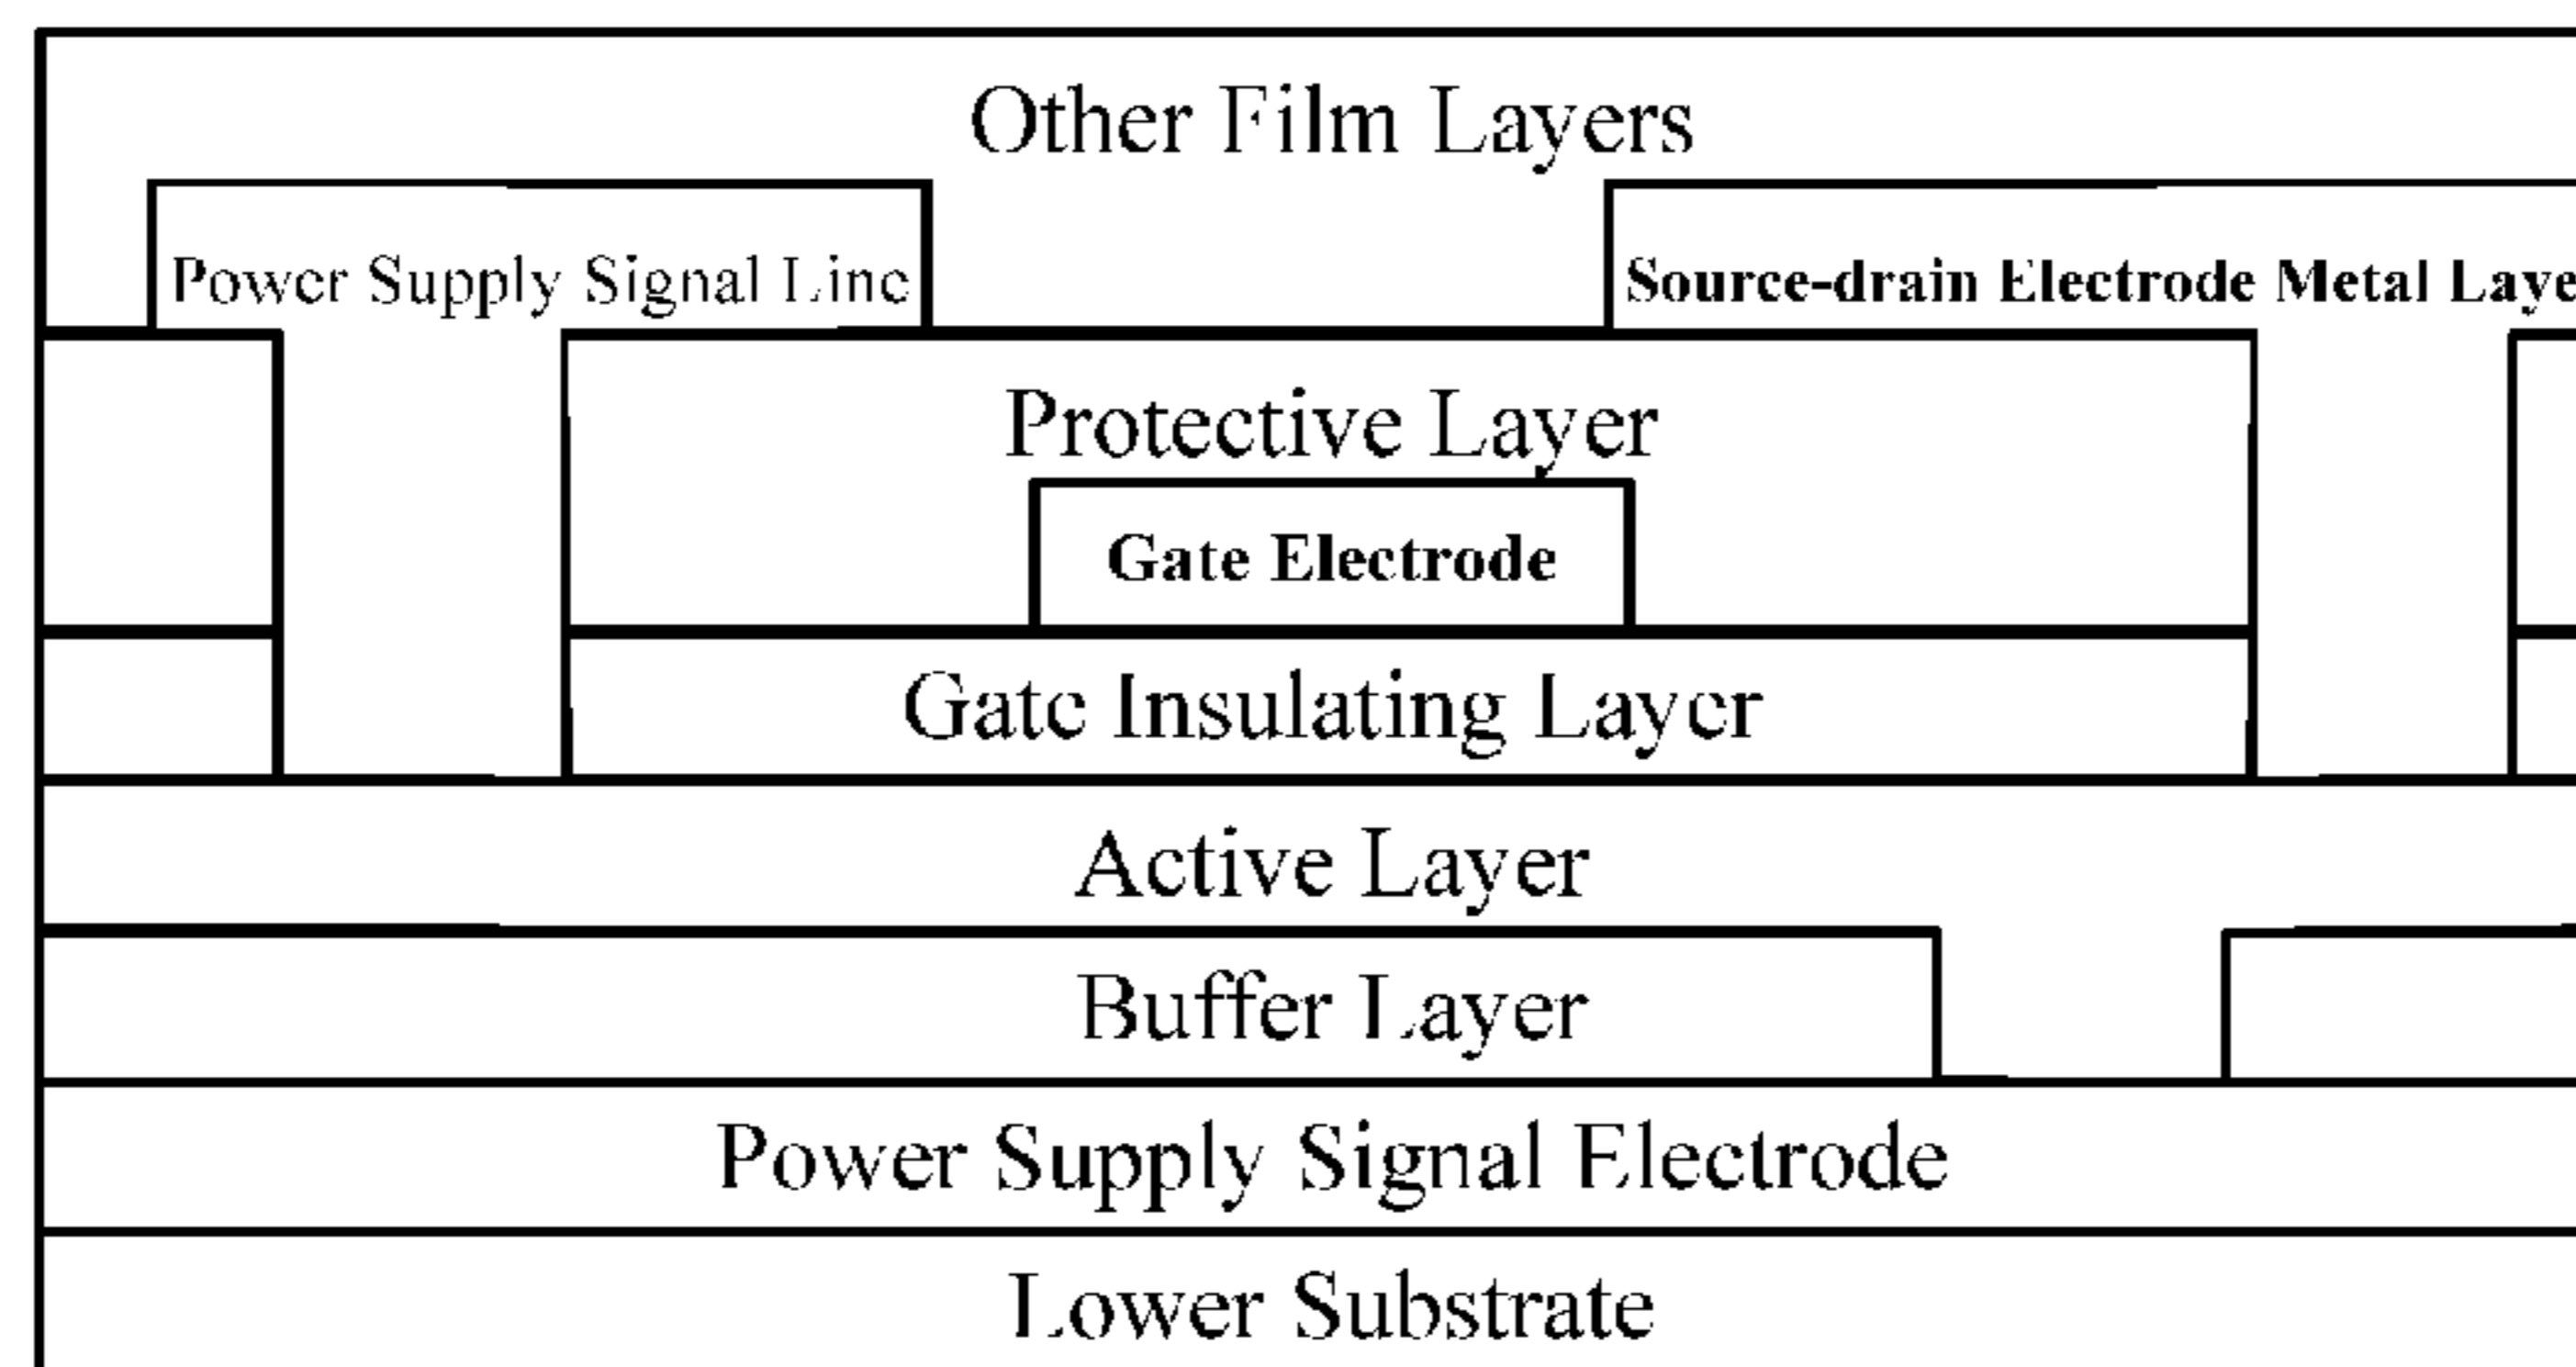 Other Film Layers
Power Supply Signal Line
Source-drain Electrode Metal Laye
Protective Layer
Gate Electrode
Gate Insulating Layer
Active Layer
Buffer Layer
Power Supply Signal Electrode
Lower Substrate